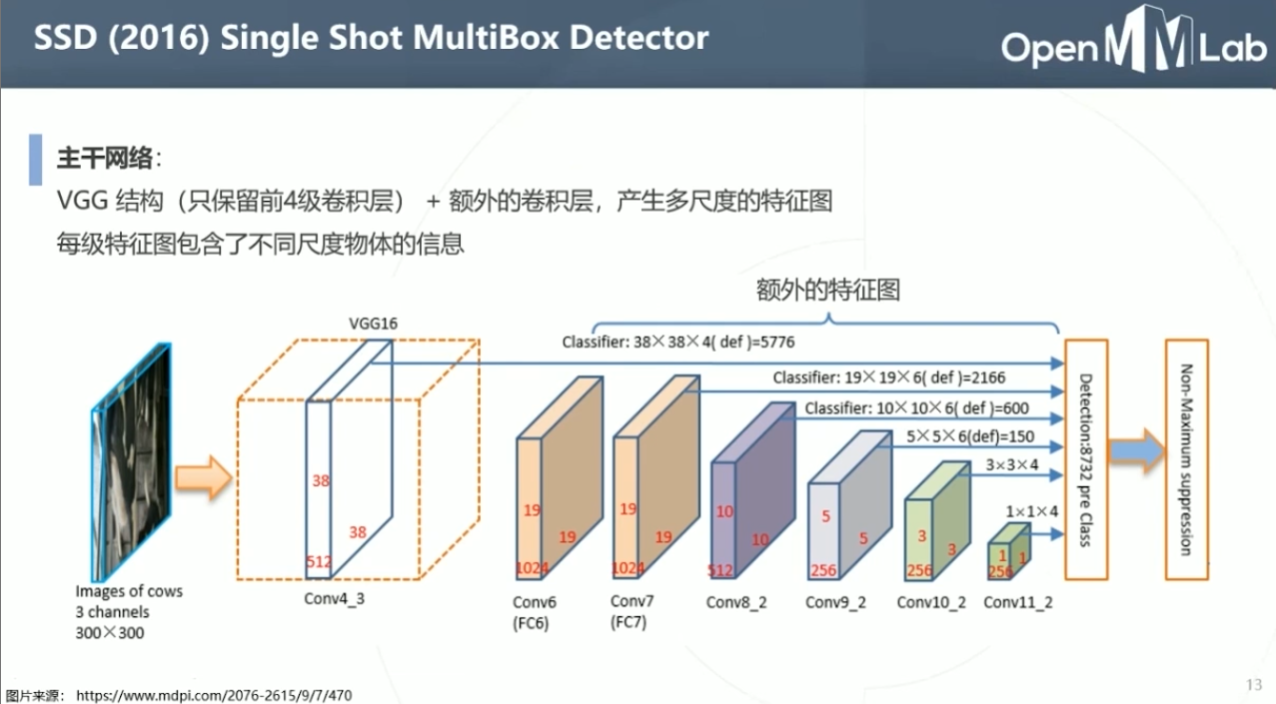 SSD (2016) Single Shot MultiBox Detector
Open MM Lab
主干网络：
VGG 结构（只保留前4级卷积层） + 额外的卷积层，产生多尺度的特征图
每级特征图包含了不同尺度物体的信息
额外的特征图
VGG16
Classifier: 38×38×4( def )=5776
Classifier: 19×19×6( def )=2166
Classifier: 10×10×6( def )=600
5×5×6(def)=150
3×3×4
1×1×4
38
38
512
19
19
1024
19
19
1024
10
10
512
5
5
256
3
3
256
1
1
256
Detection:8732 pre Class
Non-Maximum suppression
Images of cows
3 channels
300×300
Conv4_3
Conv6
(FC6)
Conv7
(FC7)
Conv8_2
Conv9_2
Conv10_2
Conv11_2
图片来源： https://www.mdpi.com/2076-2615/9/7/470
13